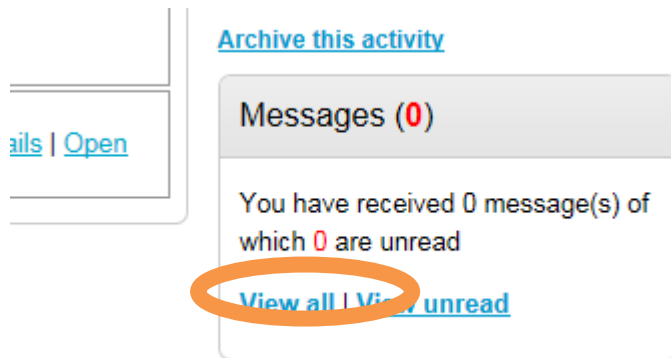 Archive this activity
Messages (0)
ails | Open
You have received 0 message(s) of
which 0 are unread
View all | View unread